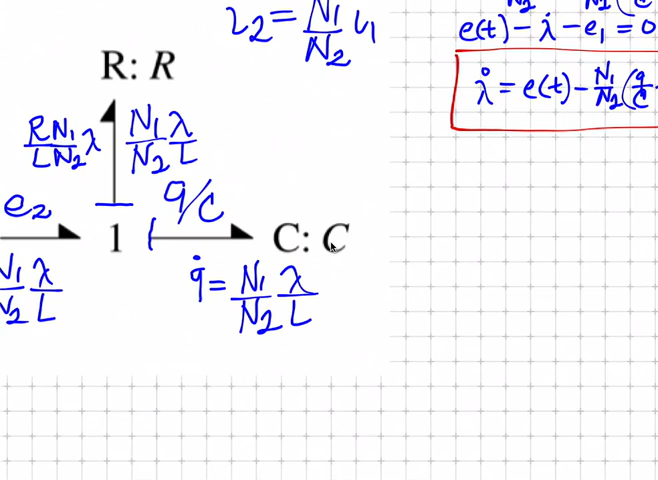 i₂ = N₁/N₂ i₁
e(t) − λ̇ − e₁ = 0
λ̇ = e(t) − N₁/N₂ (q/C
R: R
RN₁/LN₂ λ
N₁/N₂ λ/L
e₂
q/C
1
C: C
N₁/N₂ λ/L
q̇ = N₁/N₂ λ/L